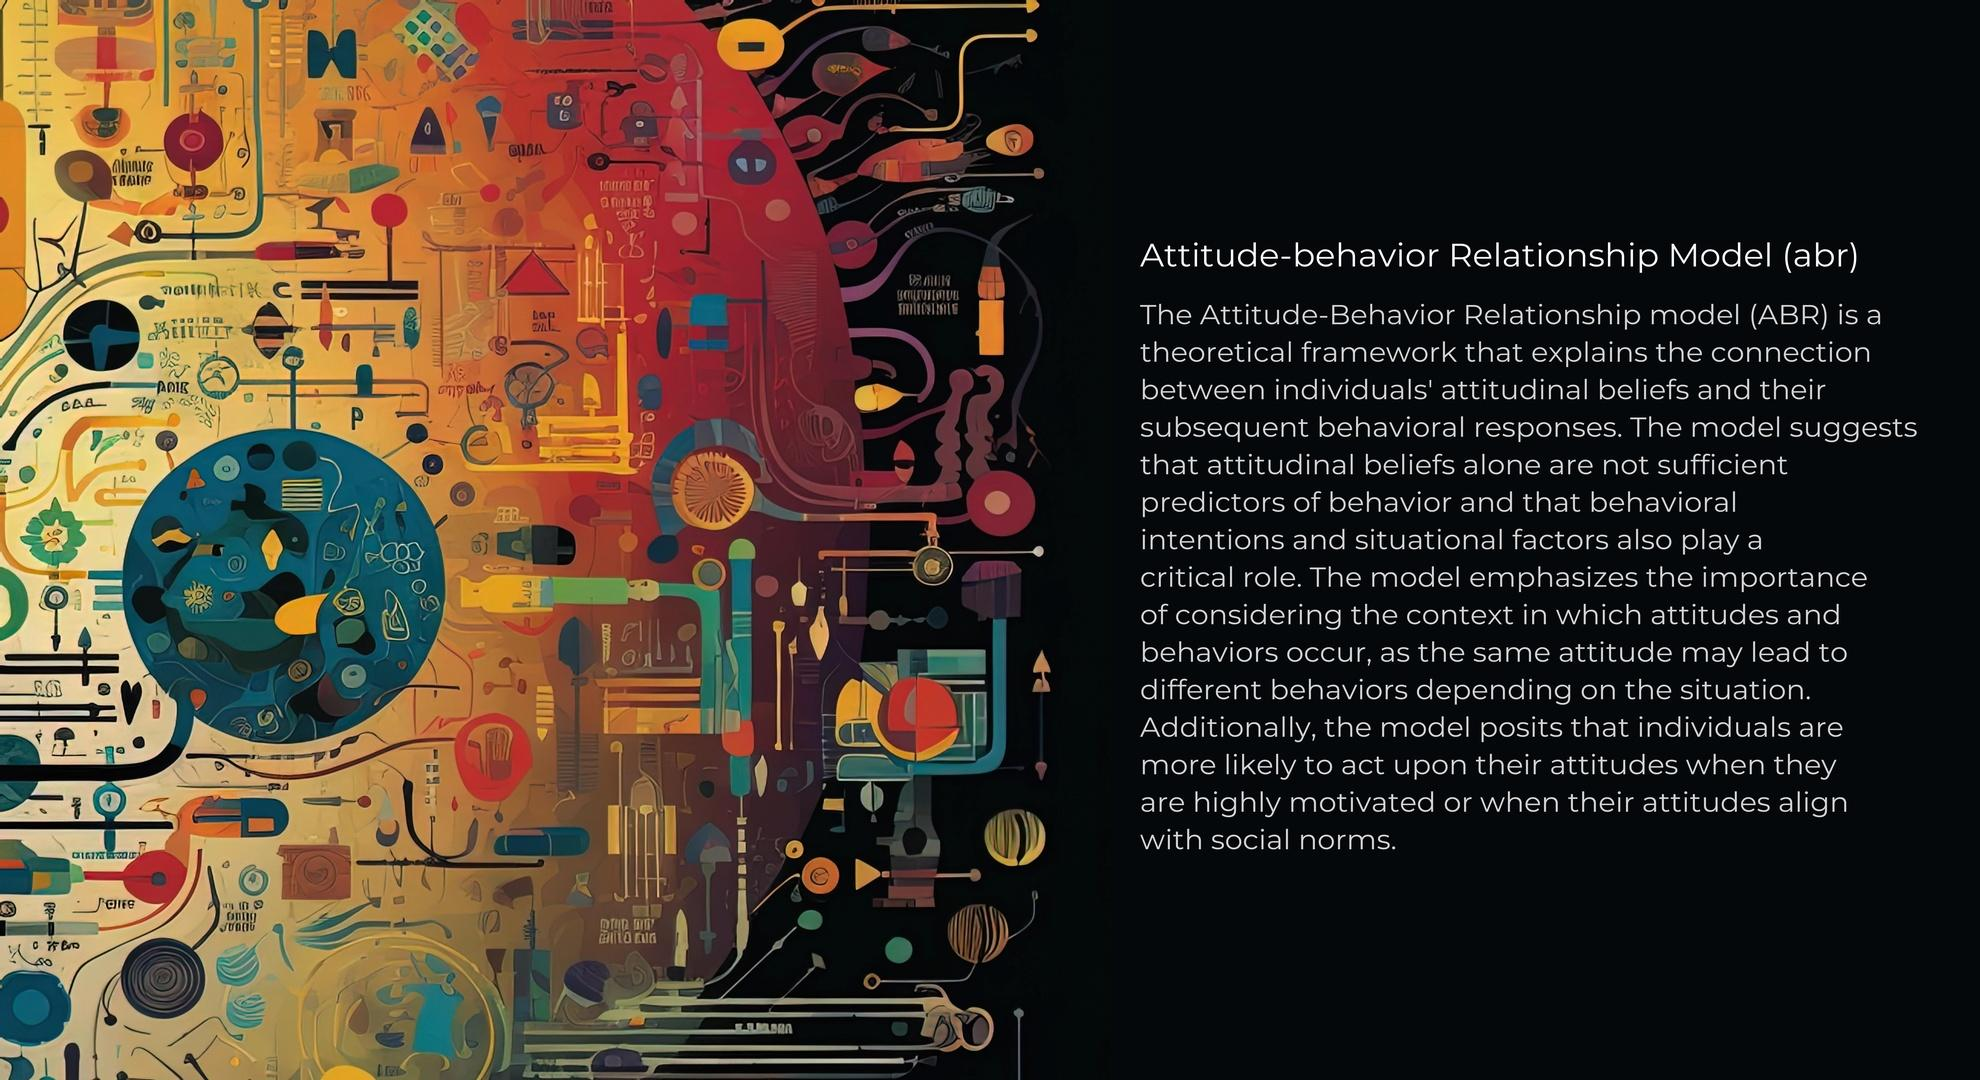 Attitude-behavior Relationship Model (abr)
The Attitude-Behavior Relationship model (ABR) is a
theoretical framework that explains the connection
between individuals' attitudinal beliefs and their
subsequent behavioral responses. The model suggests
that attitudinal beliefs alone are not sufficient
predictors of behavior and that behavioral
intentions and situational factors also play a
critical role. The model emphasizes the importance
of considering the context in which attitudes and
behaviors occur, as the same attitude may lead to
different behaviors depending on the situation.
Additionally, the model posits that individuals are
more likely to act upon their attitudes when they
are highly motivated or when their attitudes align
with social norms.